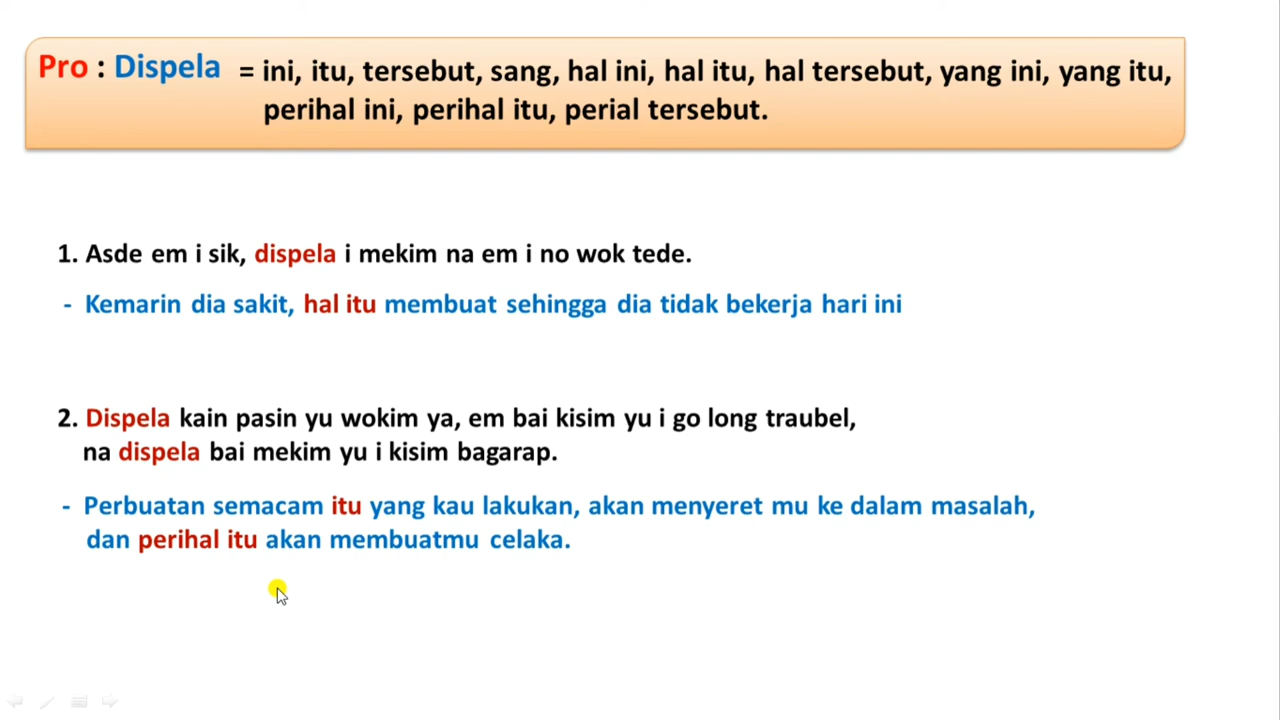 Pro : Dispela = ini, itu, tersebut, sang, hal ini, hal itu, hal tersebut, yang ini, yang itu,
perihal ini, perihal itu, perial tersebut.
1. Asde em i sik, dispela i mekim na em i no wok tede.
- Kemarin dia sakit, hal itu membuat sehingga dia tidak bekerja hari ini
2. Dispela kain pasin yu wokim ya, em bai kisim yu i go long traubel,
na dispela bai mekim yu i kisim bagarap.
- Perbuatan semacam itu yang kau lakukan, akan menyeret mu ke dalam masalah,
dan perihal itu akan membuatmu celaka.